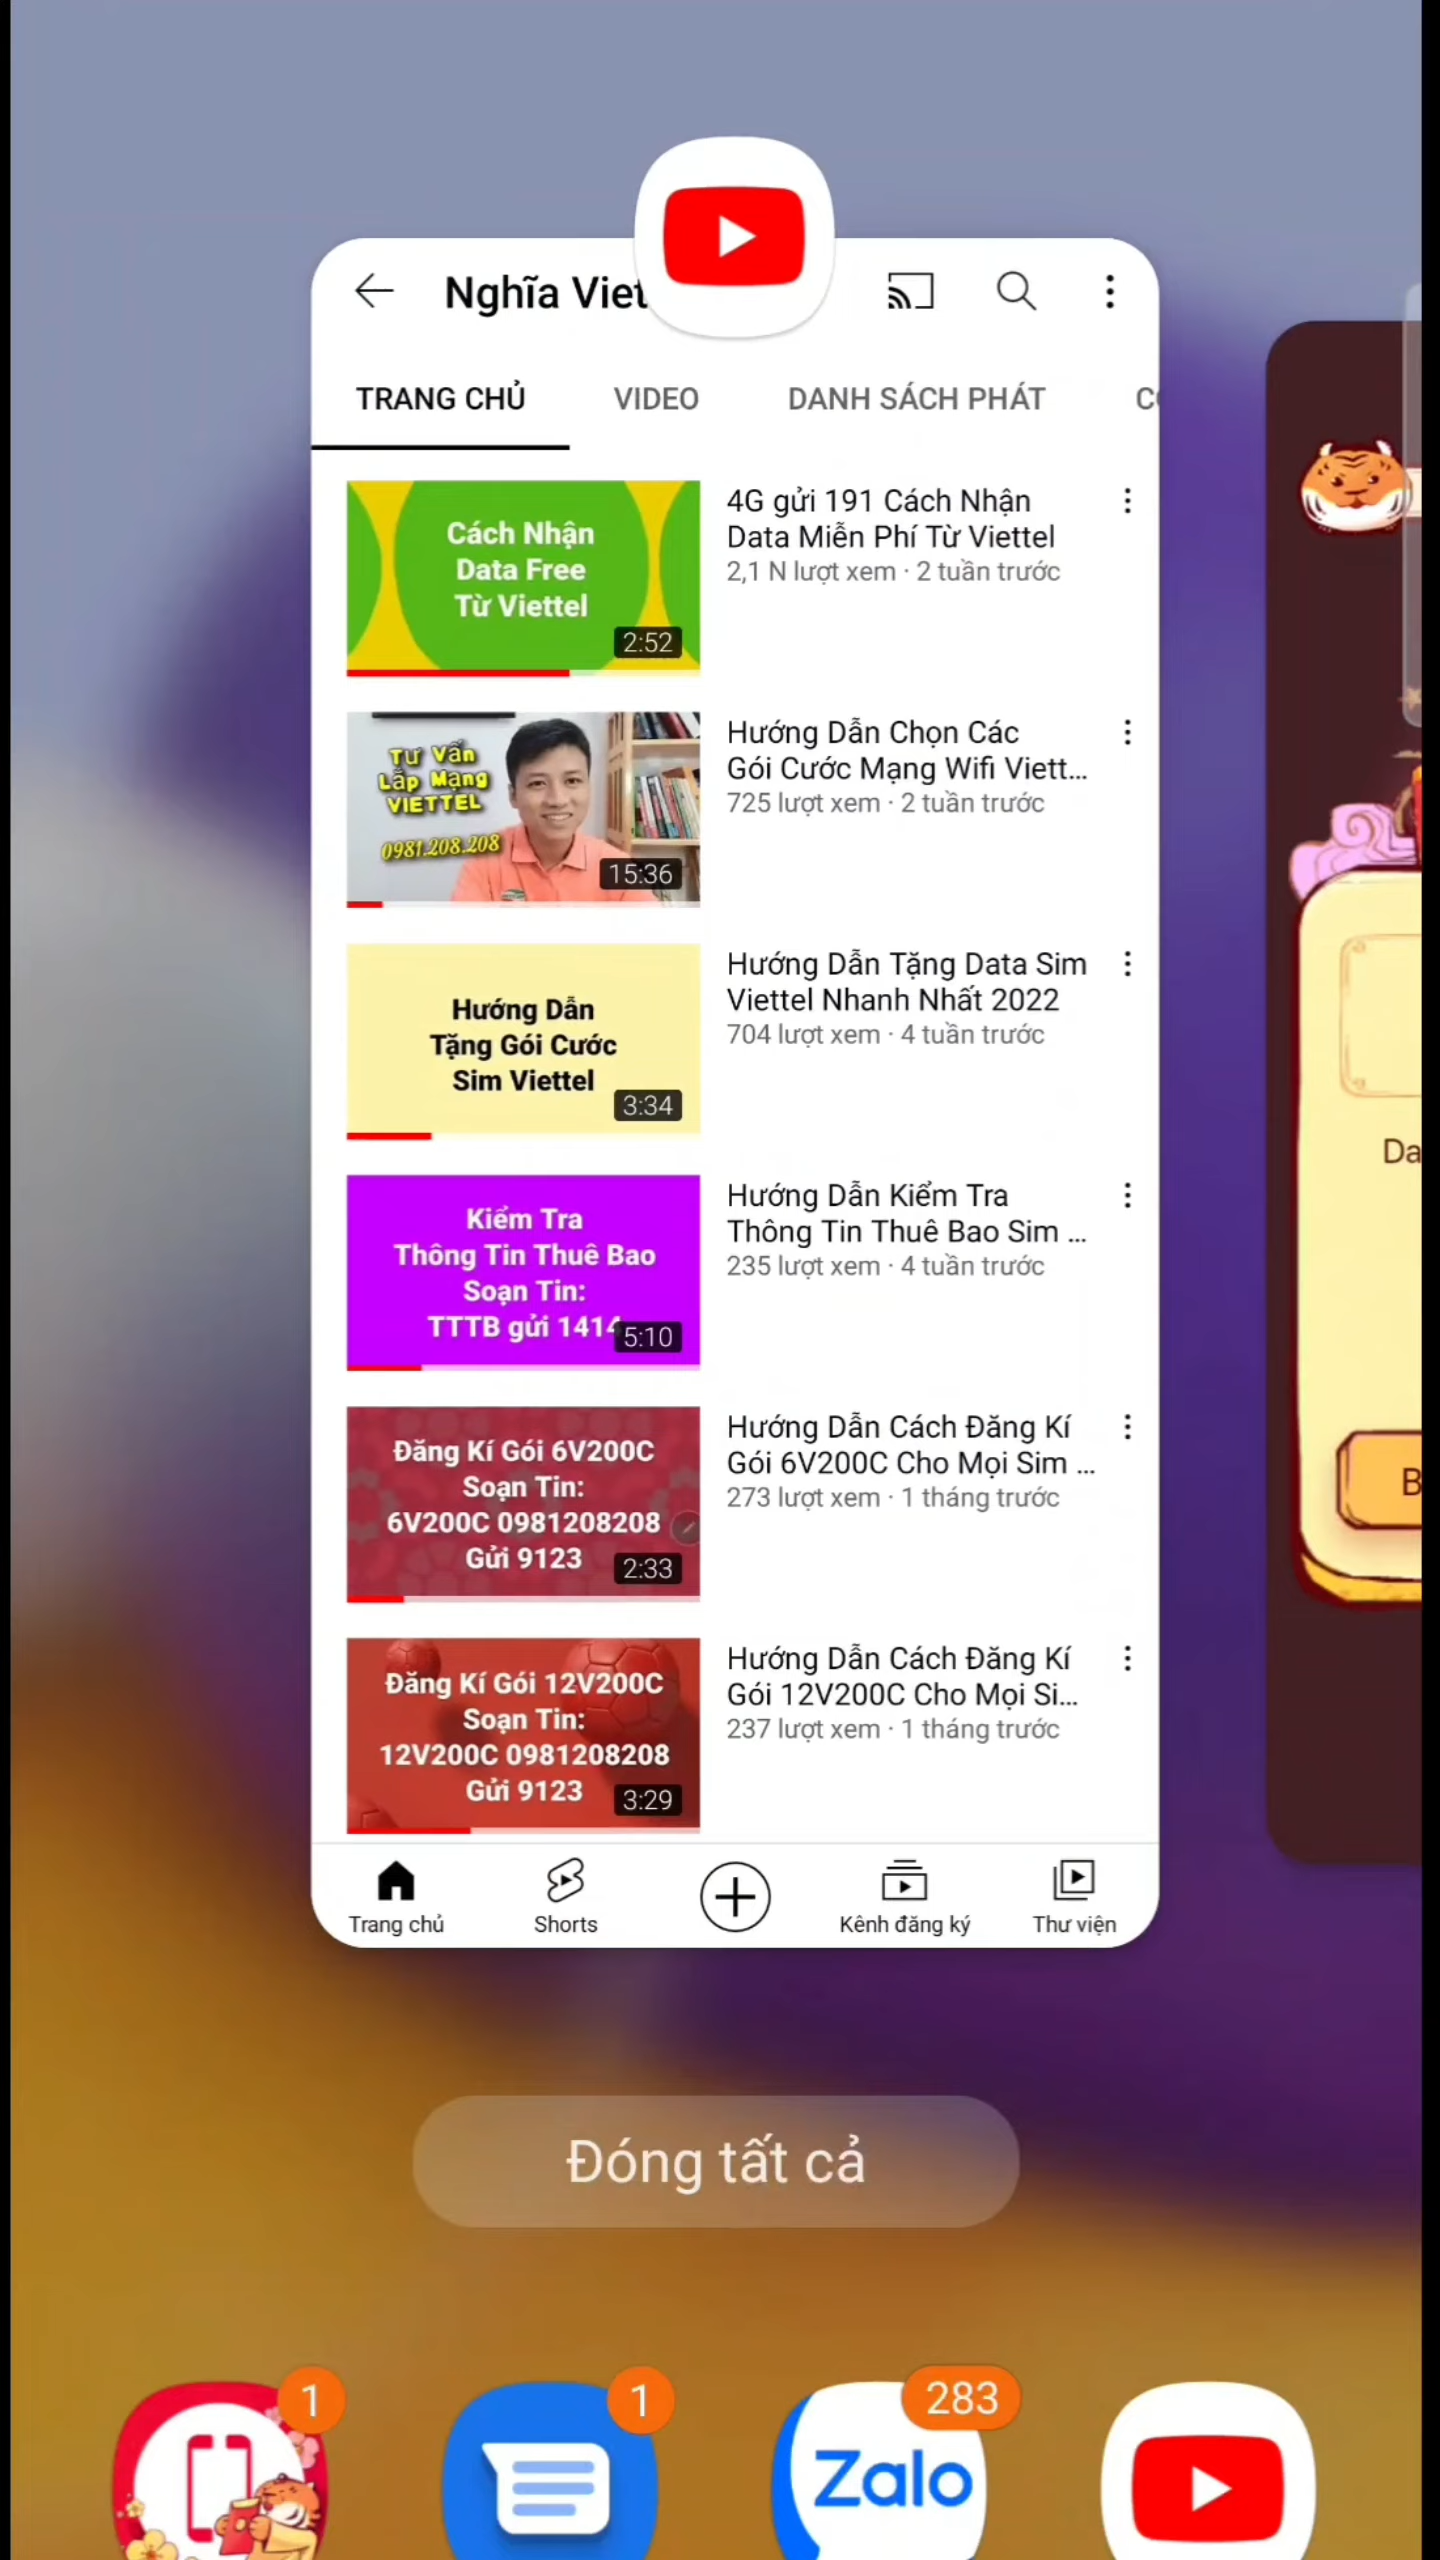 Nghĩa Viet
TRANG CHỦ VIDEO DANH SÁCH PHÁT
Cách Nhận
Data Free
Từ Viettel
2:52
4G gửi 191 Cách Nhận
Data Miễn Phí Từ Viettel
2,1 N lượt xem · 2 tuần trước
Tư Vấn
Lắp Mạng
VIETTEL
0981.208.208
15:36
Hướng Dẫn Chọn Các
Gói Cước Mạng Wifi Viett...
725 lượt xem · 2 tuần trước
Hướng Dẫn
Tặng Gói Cước
Sim Viettel
3:34
Hướng Dẫn Tặng Data Sim
Viettel Nhanh Nhất 2022
704 lượt xem · 4 tuần trước
Kiểm Tra
Thông Tin Thuê Bao
Soạn Tin:
TTTB gửi 1414
5:10
Hướng Dẫn Kiểm Tra
Thông Tin Thuê Bao Sim ...
235 lượt xem · 4 tuần trước
Đăng Kí Gói 6V200C
Soạn Tin:
6V200C 0981208208
Gửi 9123
2:33
Hướng Dẫn Cách Đăng Kí
Gói 6V200C Cho Mọi Sim ...
273 lượt xem · 1 tháng trước
Đăng Kí Gói 12V200C
Soạn Tin:
12V200C 0981208208
Gửi 9123
3:29
Hướng Dẫn Cách Đăng Kí
Gói 12V200C Cho Mọi Si...
237 lượt xem · 1 tháng trước
Trang chủ Shorts Kênh đăng ký Thư viện
Da
B
Đóng tất cả
1
1
283
Zalo